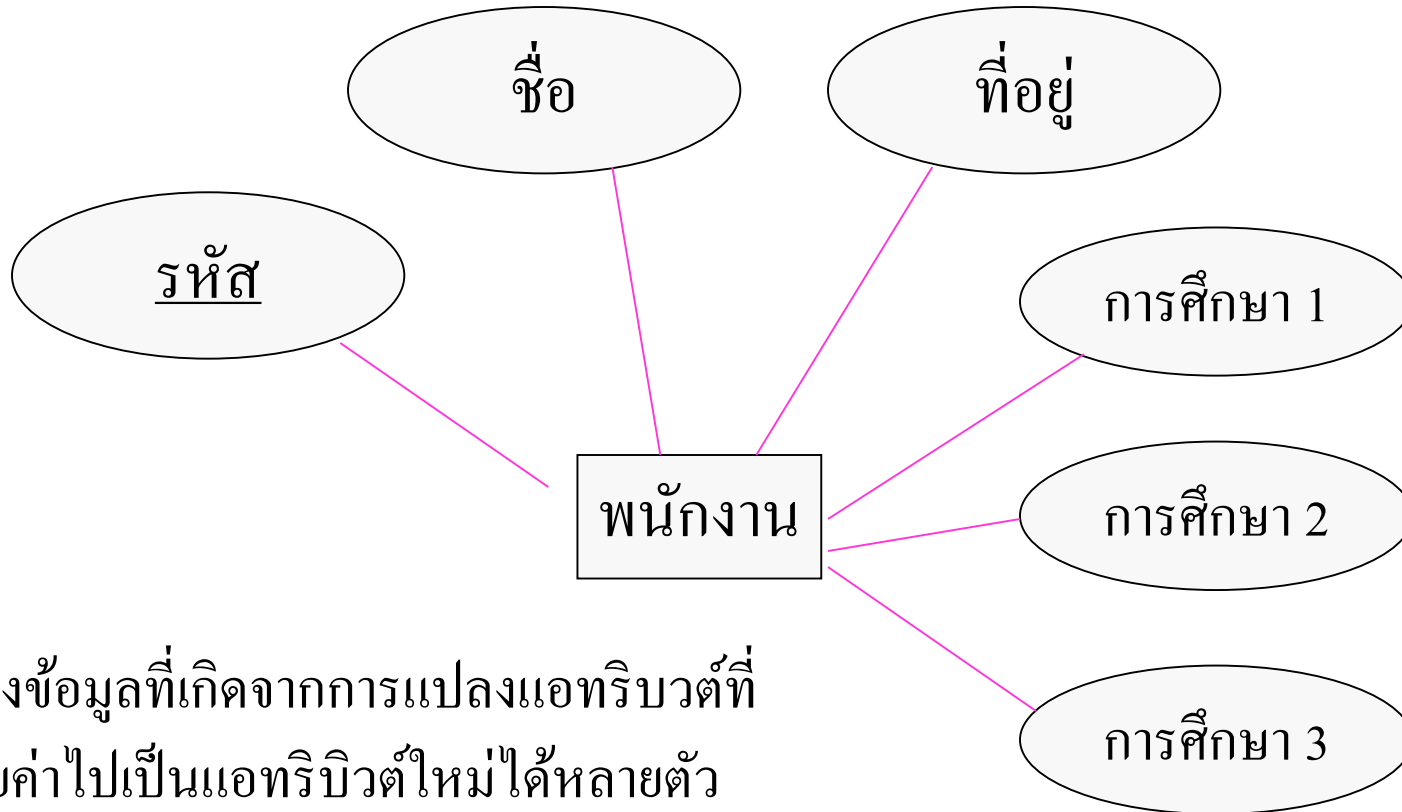 ชื่อ
ที่อยู่
รหัส
การศึกษา 1
พนักงาน
การศึกษา 2
การศึกษา 3
งข้อมูลที่เกิดจากการแปลงแอทริบวต์ที่
ค่าไปเป็นแอทริบิวต์ใหม่ได้หลายตัว